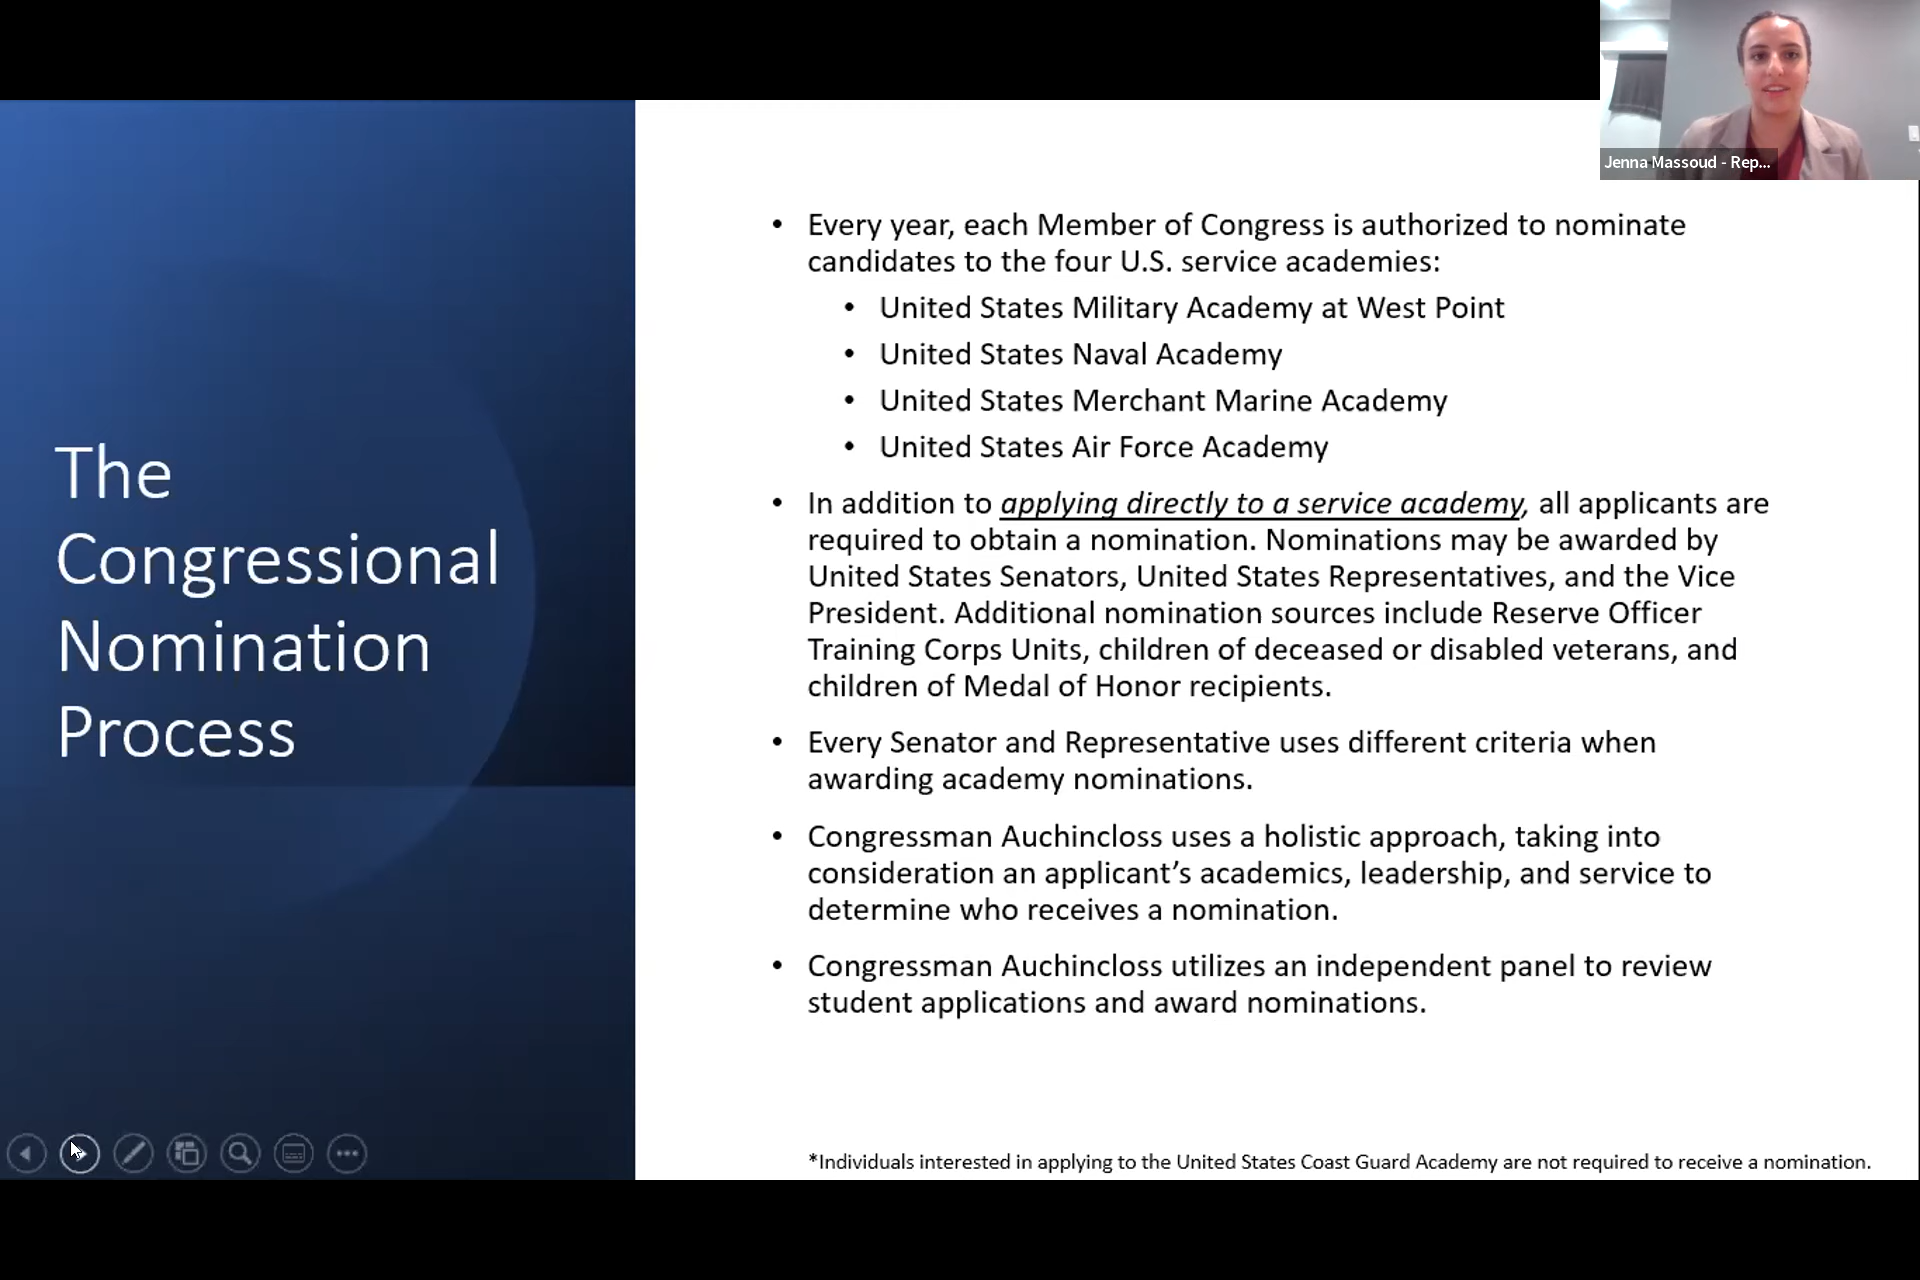 Jenna Massoud - Rep...
The
Congressional
Nomination
Process
• Every year, each Member of Congress is authorized to nominate
candidates to the four U.S. service academies:
• United States Military Academy at West Point
• United States Naval Academy
• United States Merchant Marine Academy
• United States Air Force Academy
• In addition to applying directly to a service academy, all applicants are
required to obtain a nomination. Nominations may be awarded by
United States Senators, United States Representatives, and the Vice
President. Additional nomination sources include Reserve Officer
Training Corps Units, children of deceased or disabled veterans, and
children of Medal of Honor recipients.
• Every Senator and Representative uses different criteria when
awarding academy nominations.
• Congressman Auchincloss uses a holistic approach, taking into
consideration an applicant’s academics, leadership, and service to
determine who receives a nomination.
• Congressman Auchincloss utilizes an independent panel to review
student applications and award nominations.
*Individuals interested in applying to the United States Coast Guard Academy are not required to receive a nomination.